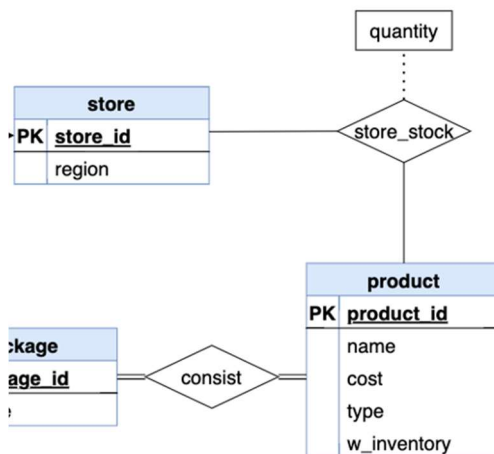 quantity
store
PK store_id
region
store_stock
product
PK product_id
name
cost
type
w_inventory
ckage
age_id
e
consist